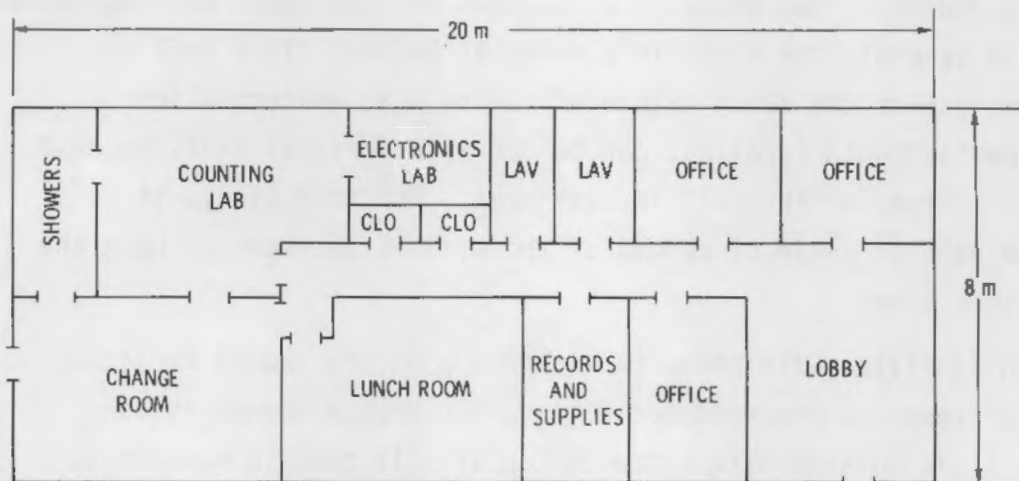 20 m
SHOWERS
COUNTING
LAB
ELECTRONICS
LAB
CLO
CLO
LAV
LAV
OFFICE
OFFICE
8 m
CHANGE
ROOM
LUNCH ROOM
RECORDS
AND
SUPPLIES
OFFICE
LOBBY